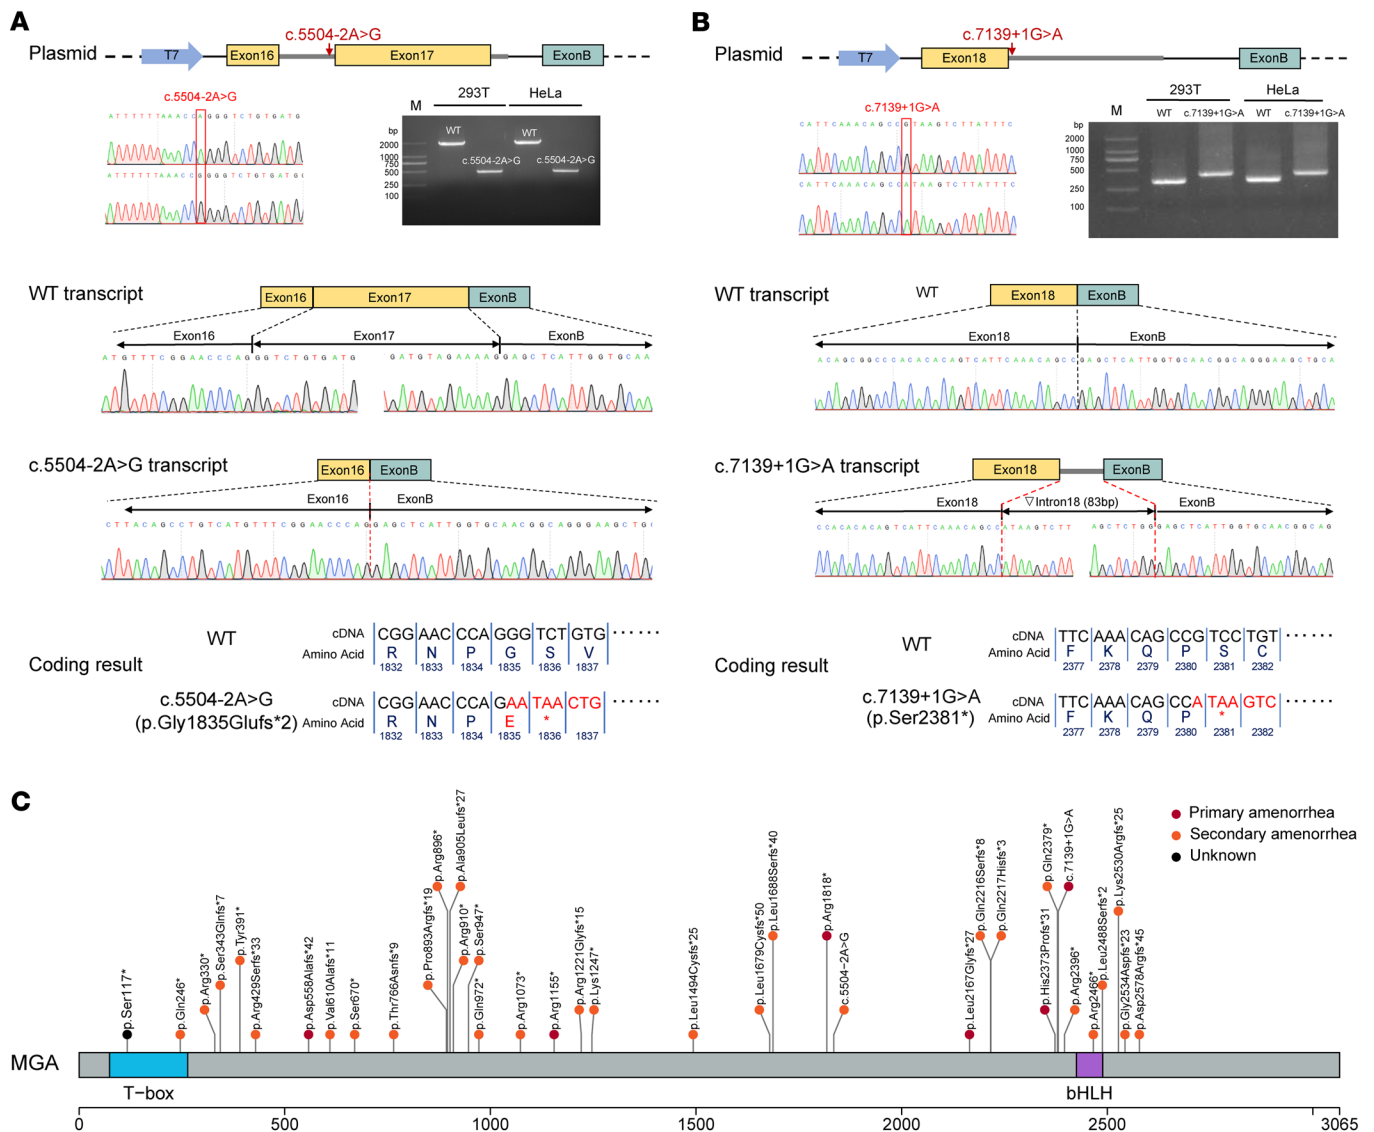 A
c.5504-2A>G
Plasmid
T7
Exon16
Exon17
ExonB
c.5504-2A>G
A T T T T T T A A A C C A G G G T C T G T G A T G
A T T T T T T A A A C C G G G G T C T G T G A T G
293T
HeLa
M
bp
2000
1000
750
500
250
100
WT
WT
c.5504-2A>G
c.5504-2A>G
WT transcript
Exon16
Exon17
ExonB
Exon16
Exon17
ExonB
A T G T T T C G G A A C C C A G G G T C T G T G A T G
G A T G T A G A A A A G G A G C T C A T T G G T G C A A
c.5504-2A>G transcript
Exon16
ExonB
Exon16
ExonB
C T T A C A G C C T G T C A T G T T T C G G A A C C C A G G A G C T C A T T G G T G C A A C G G C A G G G A A G C T G
Coding result
WT
cDNA
CGG AAC CCA GGG TCT GTG ······
Amino Acid
R N P G S V
1832 1833 1834 1835 1836 1837
c.5504-2A>G
(p.Gly1835Glufs*2)
cDNA
CGG AAC CCA GAA TAA CTG ······
Amino Acid
R N P E *
1832 1833 1834 1835 1836 1837
B
c.7139+1G>A
Plasmid
T7
Exon18
ExonB
c.7139+1G>A
C A T T C A A A C A G C C G T A A G T C T T A T T T C
C A T T C A A A C A G C C A T A A G T C T T A T T T C
293T
HeLa
M
WT
c.7139+1G>A
WT
c.7139+1G>A
bp
2000
1000
750
500
250
100
WT transcript
WT
Exon18
ExonB
Exon18
ExonB
A C A G C G G C C C A C A C A C A G T C A T T C A A A C A G C C G A G C T C A T T G G T G C A A C G G C A G G G A A G C T G C A
c.7139+1G>A transcript
Exon18
ExonB
Exon18
▽Intron18 (83bp)
ExonB
C C A C A C A C A G T C A T T C A A A C A G C C A T A A G T C T T
A G C T C T G G G A G C T C A T T G G T G C A A C G G C A G
Coding result
WT
cDNA
TTC AAA CAG CCG TCC TGT ······
Amino Acid
F K Q P S C
2377 2378 2379 2380 2381 2382
c.7139+1G>A
(p.Ser2381*)
cDNA
TTC AAA CAG CCA TAA GTC ······
Amino Acid
F K Q P *
2377 2378 2379 2380 2381 2382
C
Primary amenorrhea
Secondary amenorrhea
Unknown
p.Ser117*
p.Gln246*
p.Arg330*
p.Ser343Glnfs*7
p.Tyr391*
p.Arg429Serfs*33
p.Asp558Alafs*42
p.Val610Alafs*11
p.Ser670*
p.Thr766Asnfs*9
p.Pro893Argfs*19
p.Arg896*
p.Ala905Leufs*27
p.Arg910*
p.Ser947*
p.Gln972*
p.Arg1073*
p.Arg1155*
p.Arg1221Glyfs*15
p.Lys1247*
p.Leu1494Cysfs*25
p.Leu1679Cysfs*50
p.Leu1688Serfs*40
p.Arg1818*
c.5504−2A>G
p.Leu2167Glyfs*27
p.Gln2216Serfs*8
p.Gln2217Hisfs*3
p.His2373Profs*31
p.Gln2379*
c.7139+1G>A
p.Arg2396*
p.Arg2466*
p.Leu2488Serfs*2
p.Lys2530Argfs*25
p.Gly2534Aspfs*23
p.Asp2578Argfs*45
MGA
T−box
bHLH
0
500
1000
1500
2000
2500
3065